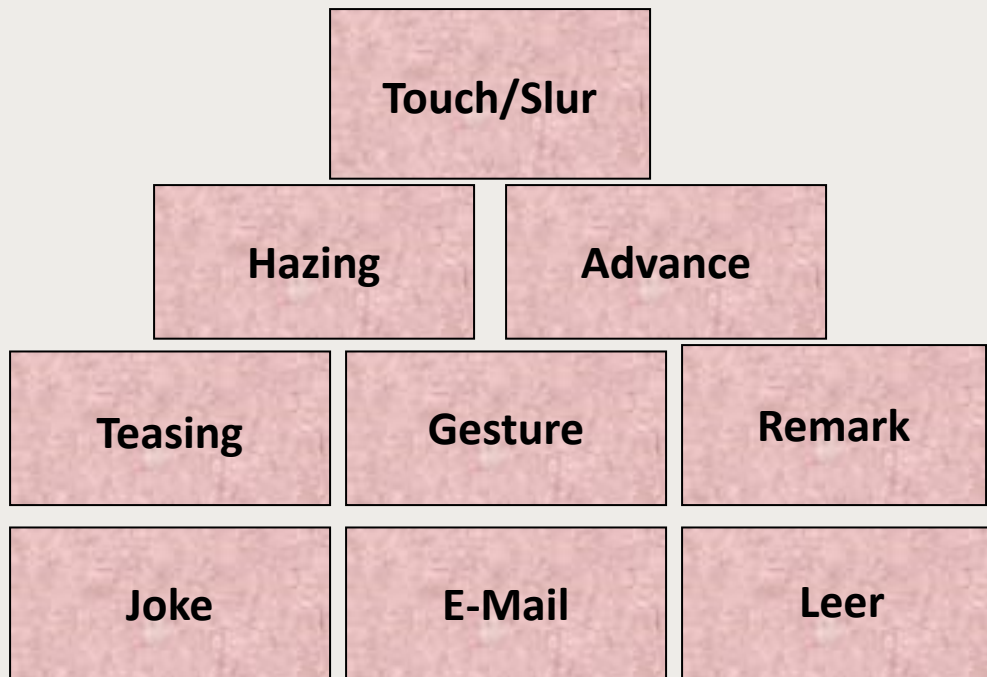 Touch/Slur
Hazing
Advance
Teasing
Gesture
Remark
Joke
E-Mail
Leer